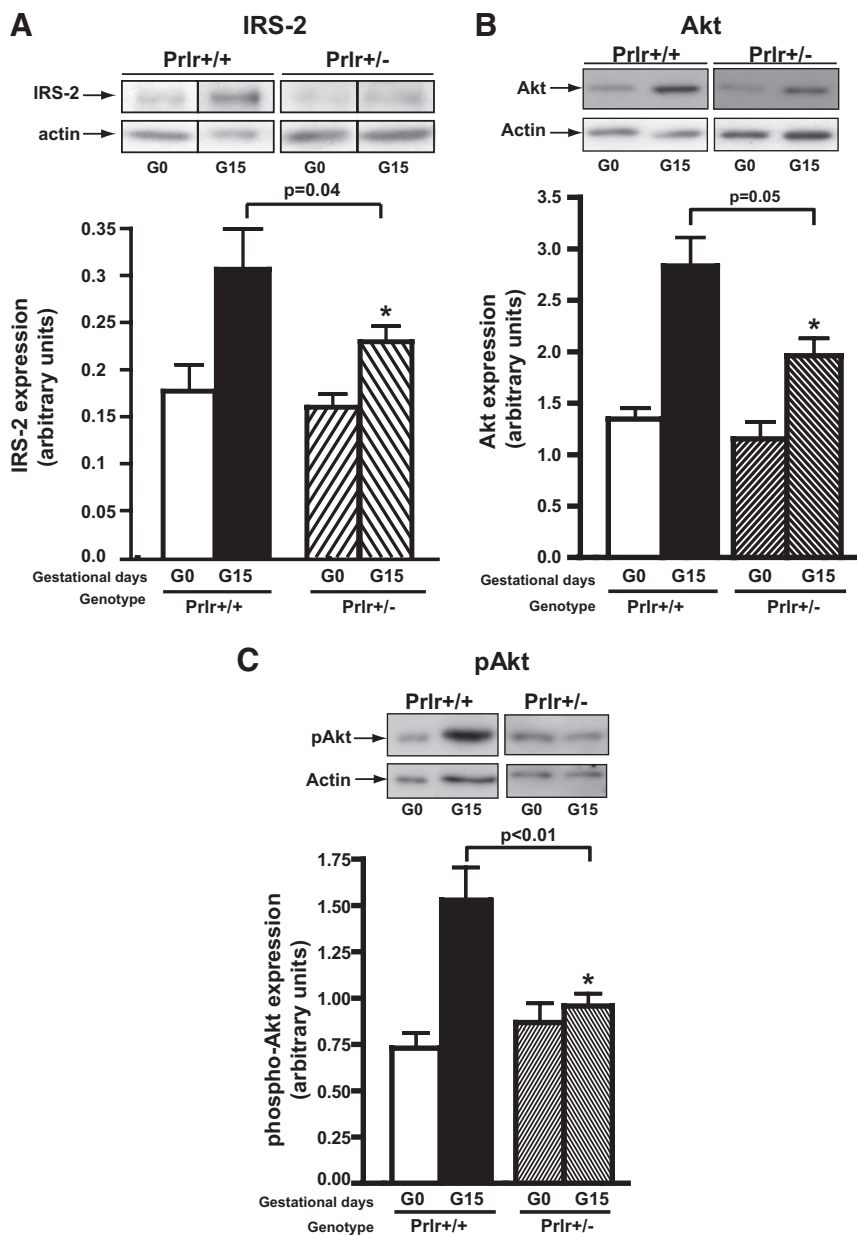 A
IRS-2
Prlr+/+ Prlr+/-
IRS-2
actin
G0 G15 G0 G15
p=0.04
0.35
0.3
0.25
0.2
0.15
0.1
0.05
0.0
*
IRS-2 expression
(arbitrary units)
Gestational days G0 G15 G0 G15
Genotype Prlr+/+ Prlr+/-
B
Akt
Prlr+/+ Prlr+/-
Akt
Actin
G0 G15 G0 G15
p=0.05
3.5
3.0
2.5
2.0
1.5
1.0
0.5
0.0
*
Akt expression
(arbitrary units)
Gestational days G0 G15 G0 G15
Genotype Prlr+/+ Prlr+/-
C
pAkt
Prlr+/+ Prlr+/-
pAkt
Actin
G0 G15 G0 G15
p<0.01
1.75
1.50
1.00
0.75
0.50
0.25
0.00
*
phospho-Akt expression
(arbitrary units)
Gestational days G0 G15 G0 G15
Genotype Prlr+/+ Prlr+/-